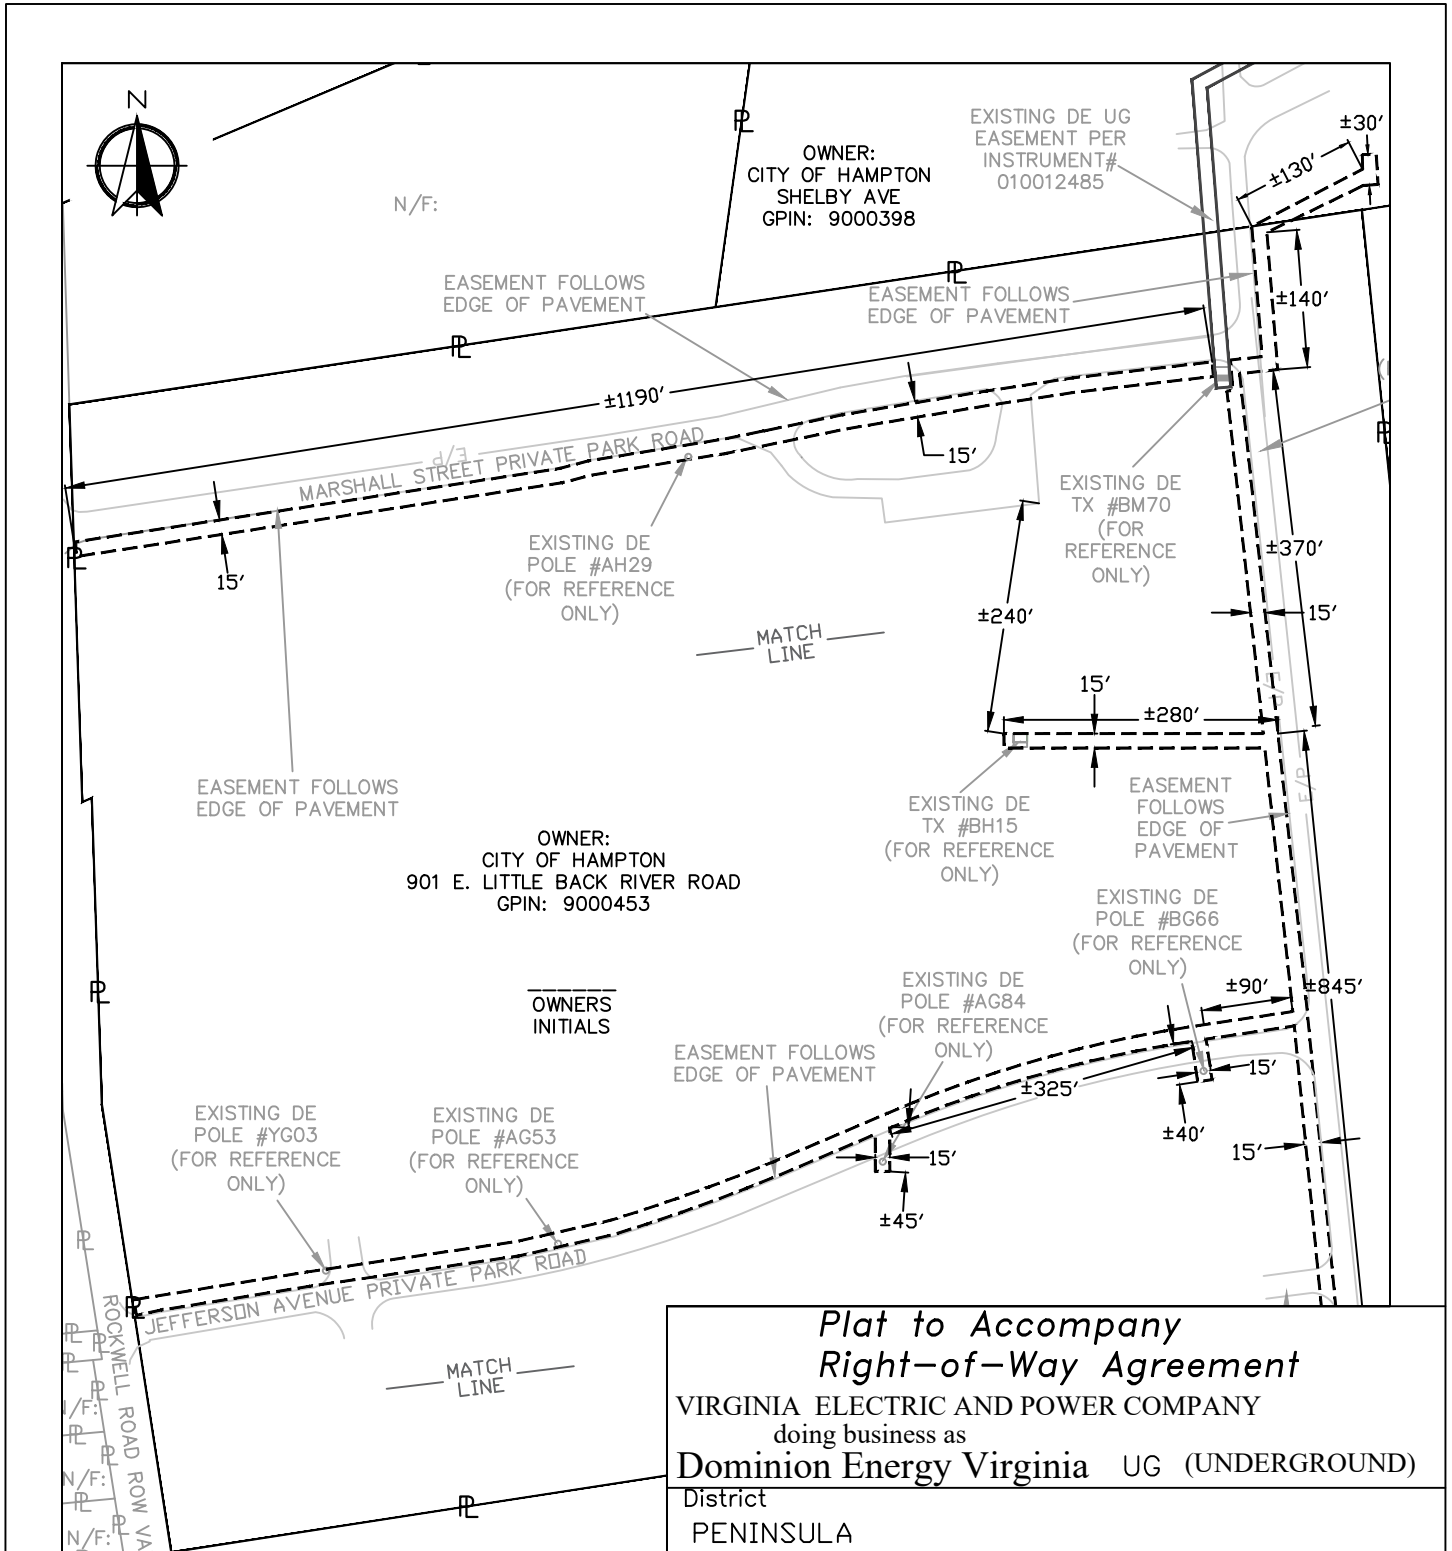 N
N/F:
OWNER:
CITY OF HAMPTON
SHELBY AVE
GPIN: 9000398
EXISTING DE UG
EASEMENT PER
INSTRUMENT#
010012485
±30'
±130'
EASEMENT FOLLOWS
EDGE OF PAVEMENT
EASEMENT FOLLOWS
EDGE OF PAVEMENT
±140'
±1190'
E/P
MARSHALL STREET PRIVATE PARK ROAD
15'
15'
EXISTING DE
POLE #AH29
(FOR REFERENCE
ONLY)
EXISTING DE
TX #BM70
(FOR
REFERENCE
ONLY)
±370'
±240'
15'
MATCH
LINE
15'
±280'
E/P
E/P
EASEMENT FOLLOWS
EDGE OF PAVEMENT
EXISTING DE
TX #BH15
(FOR REFERENCE
ONLY)
EASEMENT
FOLLOWS
EDGE OF
PAVEMENT
OWNER:
CITY OF HAMPTON
901 E. LITTLE BACK RIVER ROAD
GPIN: 9000453
EXISTING DE
POLE #BG66
(FOR REFERENCE
ONLY)
OWNERS
INITIALS
EXISTING DE
POLE #AG84
(FOR REFERENCE
ONLY)
±90'
±845'
EASEMENT FOLLOWS
EDGE OF PAVEMENT
±325'
15'
±40'
15'
EXISTING DE
POLE #YG03
(FOR REFERENCE
ONLY)
EXISTING DE
POLE #AG53
(FOR REFERENCE
ONLY)
15'
±45'
JEFFERSON AVENUE PRIVATE PARK ROAD
ROCKWELL ROAD ROW VA
MATCH
LINE
/F:
N/F:
N/F:
Plat to Accompany
Right-of-Way Agreement
VIRGINIA ELECTRIC AND POWER COMPANY
doing business as
Dominion Energy Virginia UG (UNDERGROUND)
District
PENINSULA